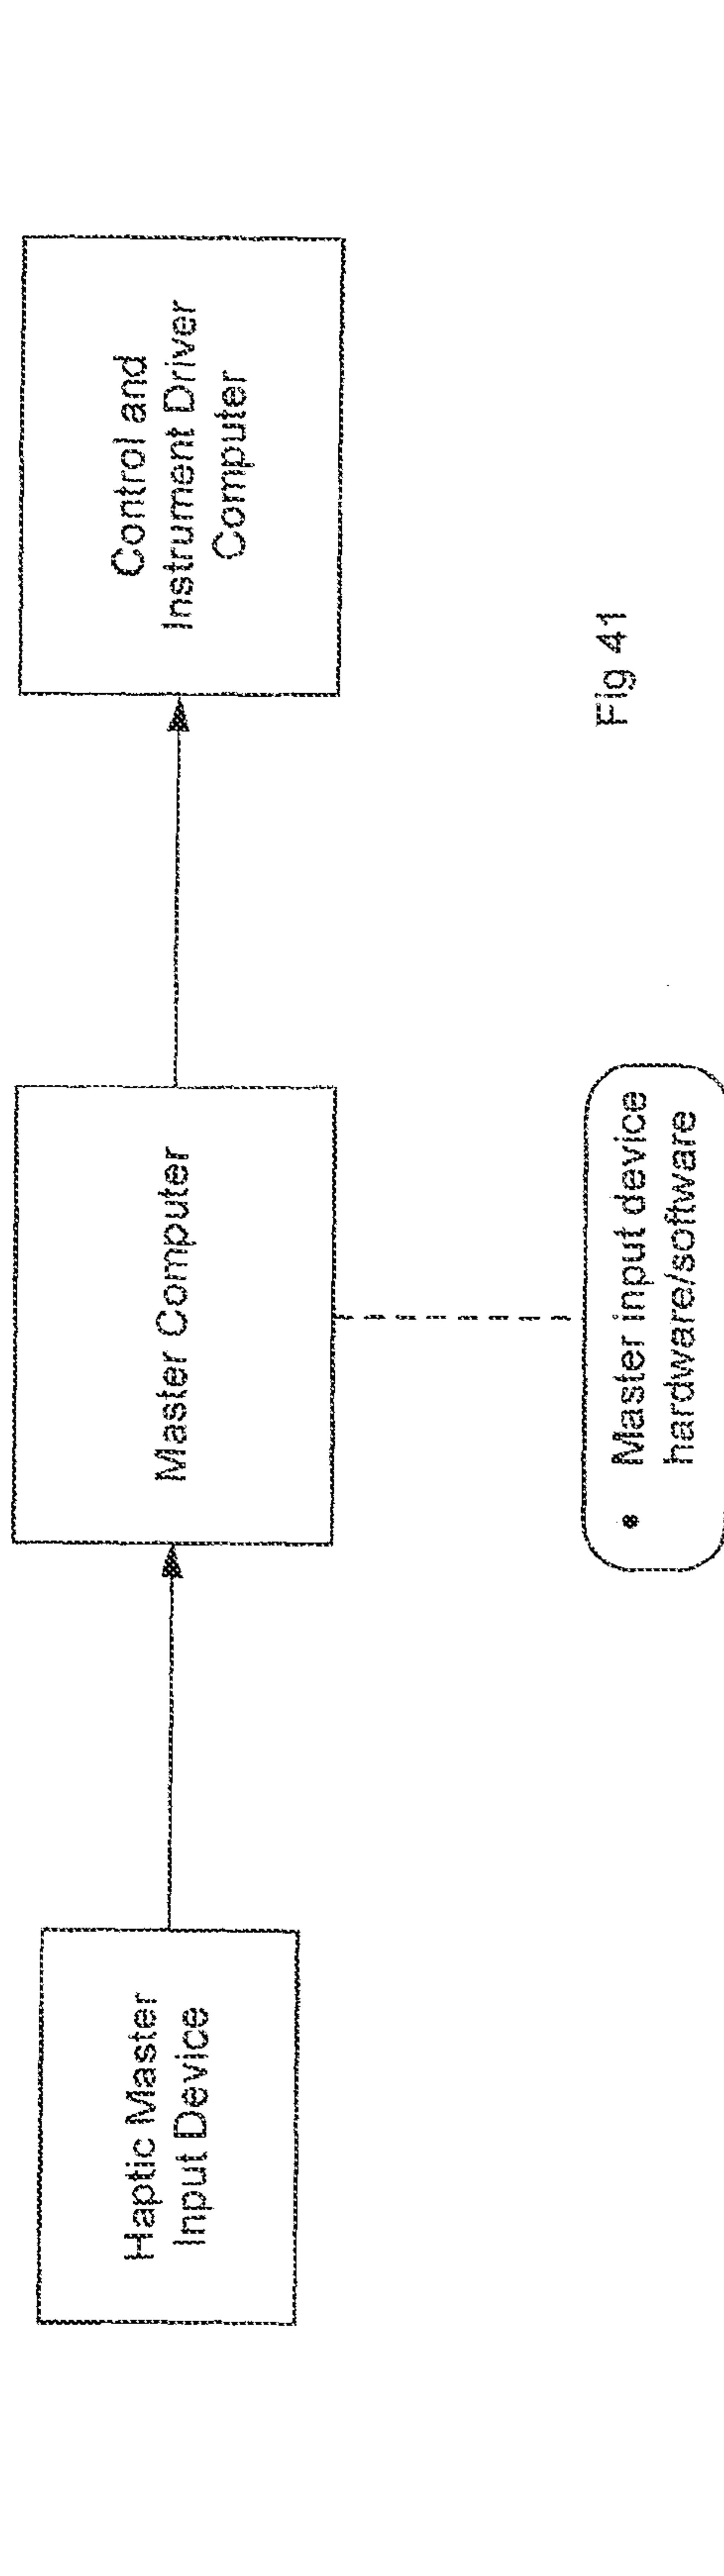 Haptic Master
Input Device
Master Computer
Control and
Instrument Driver
Computer
• Master input device
hardware/software
Fig 41